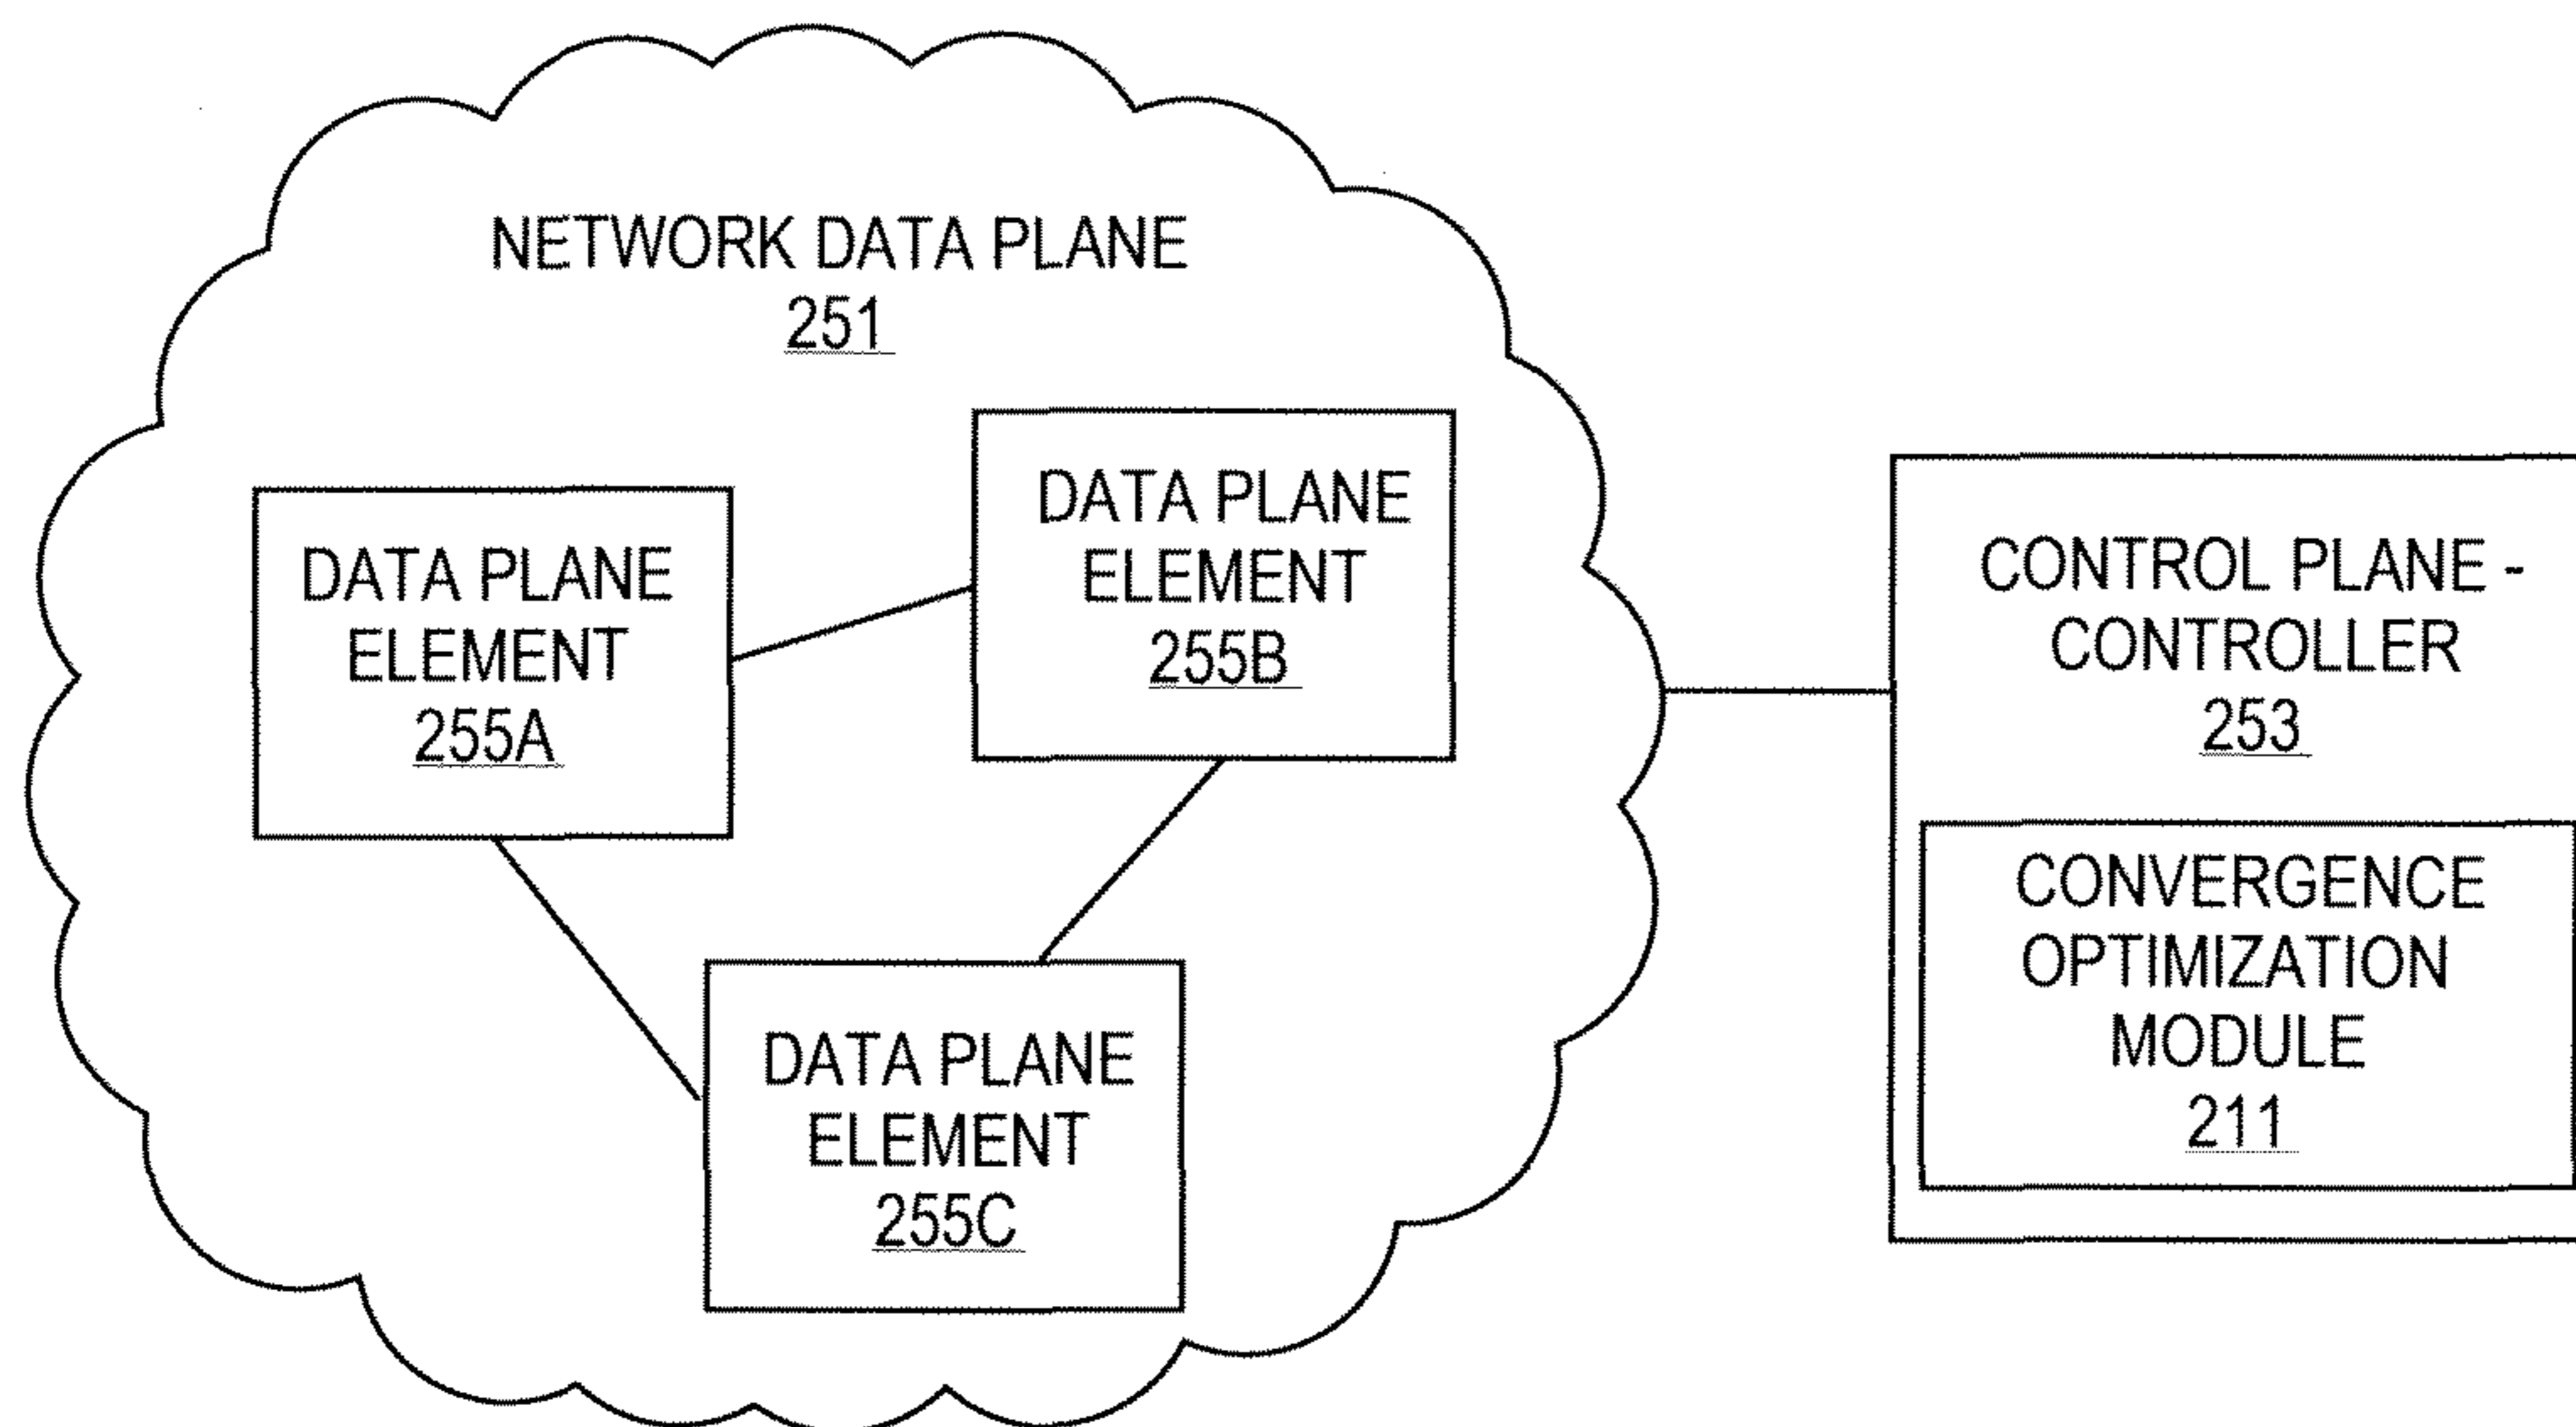 NETWORK DATA PLANE
251
DATA PLANE
ELEMENT
255A
DATA PLANE
ELEMENT
255B
DATA PLANE
ELEMENT
255C
CONTROL PLANE -
CONTROLLER
253
CONVERGENCE
OPTIMIZATION
MODULE
211